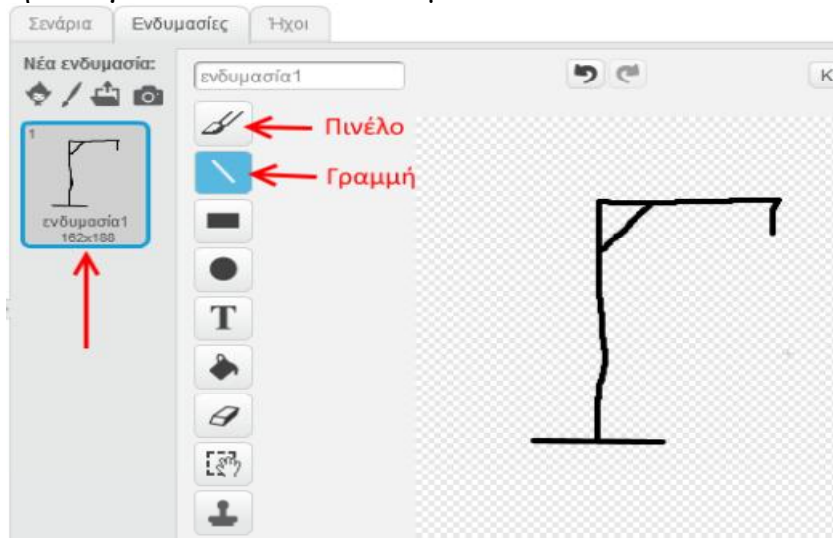 Σενάρια Ενδυμασίες Ήχοι
Νέα ενδυμασία:
ενδυμασία1
Πινέλο
Γραμμή
1
ενδυμασία1
162x188
T